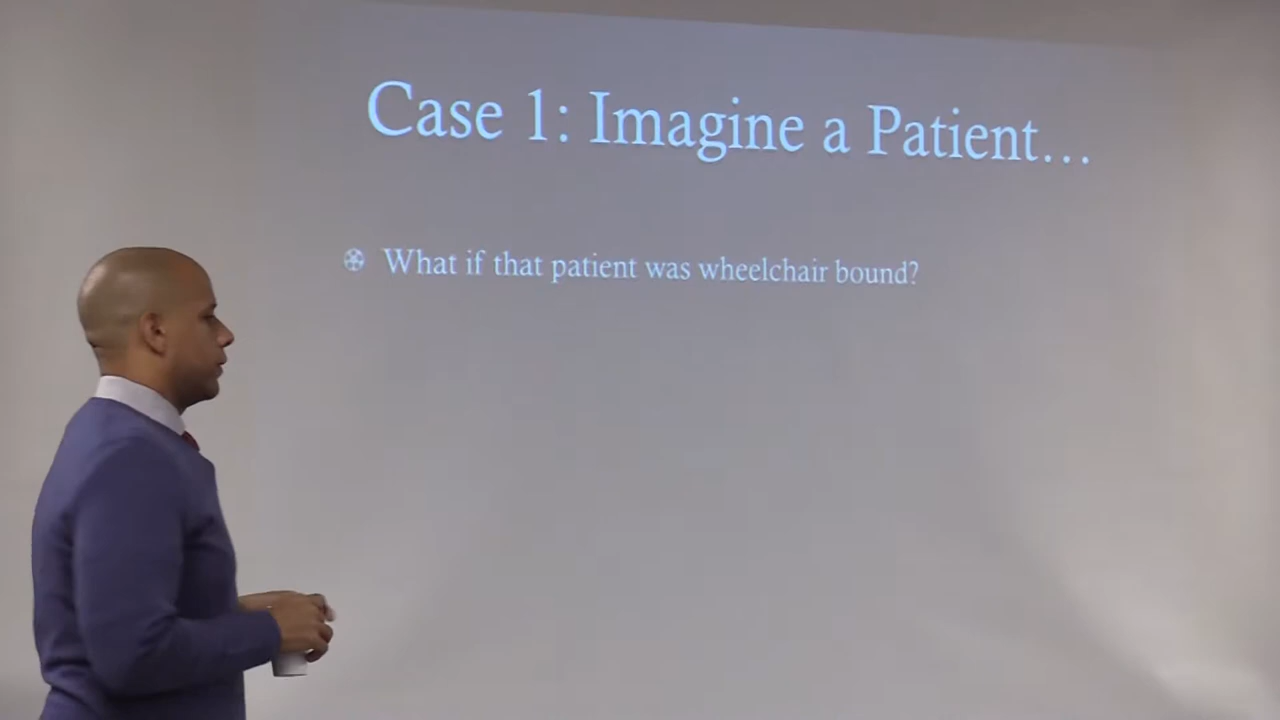 Case 1: Imagine a Patient...
What if that patient was wheelchair bound?